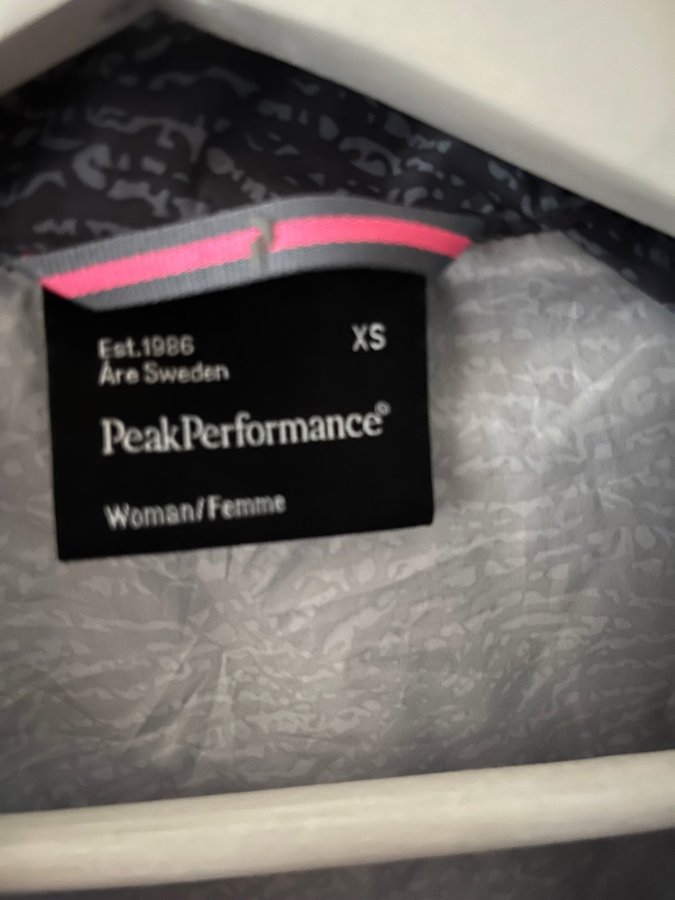 Est.1986
XS
Åre Sweden
PeakPerformance®
Woman/Femme